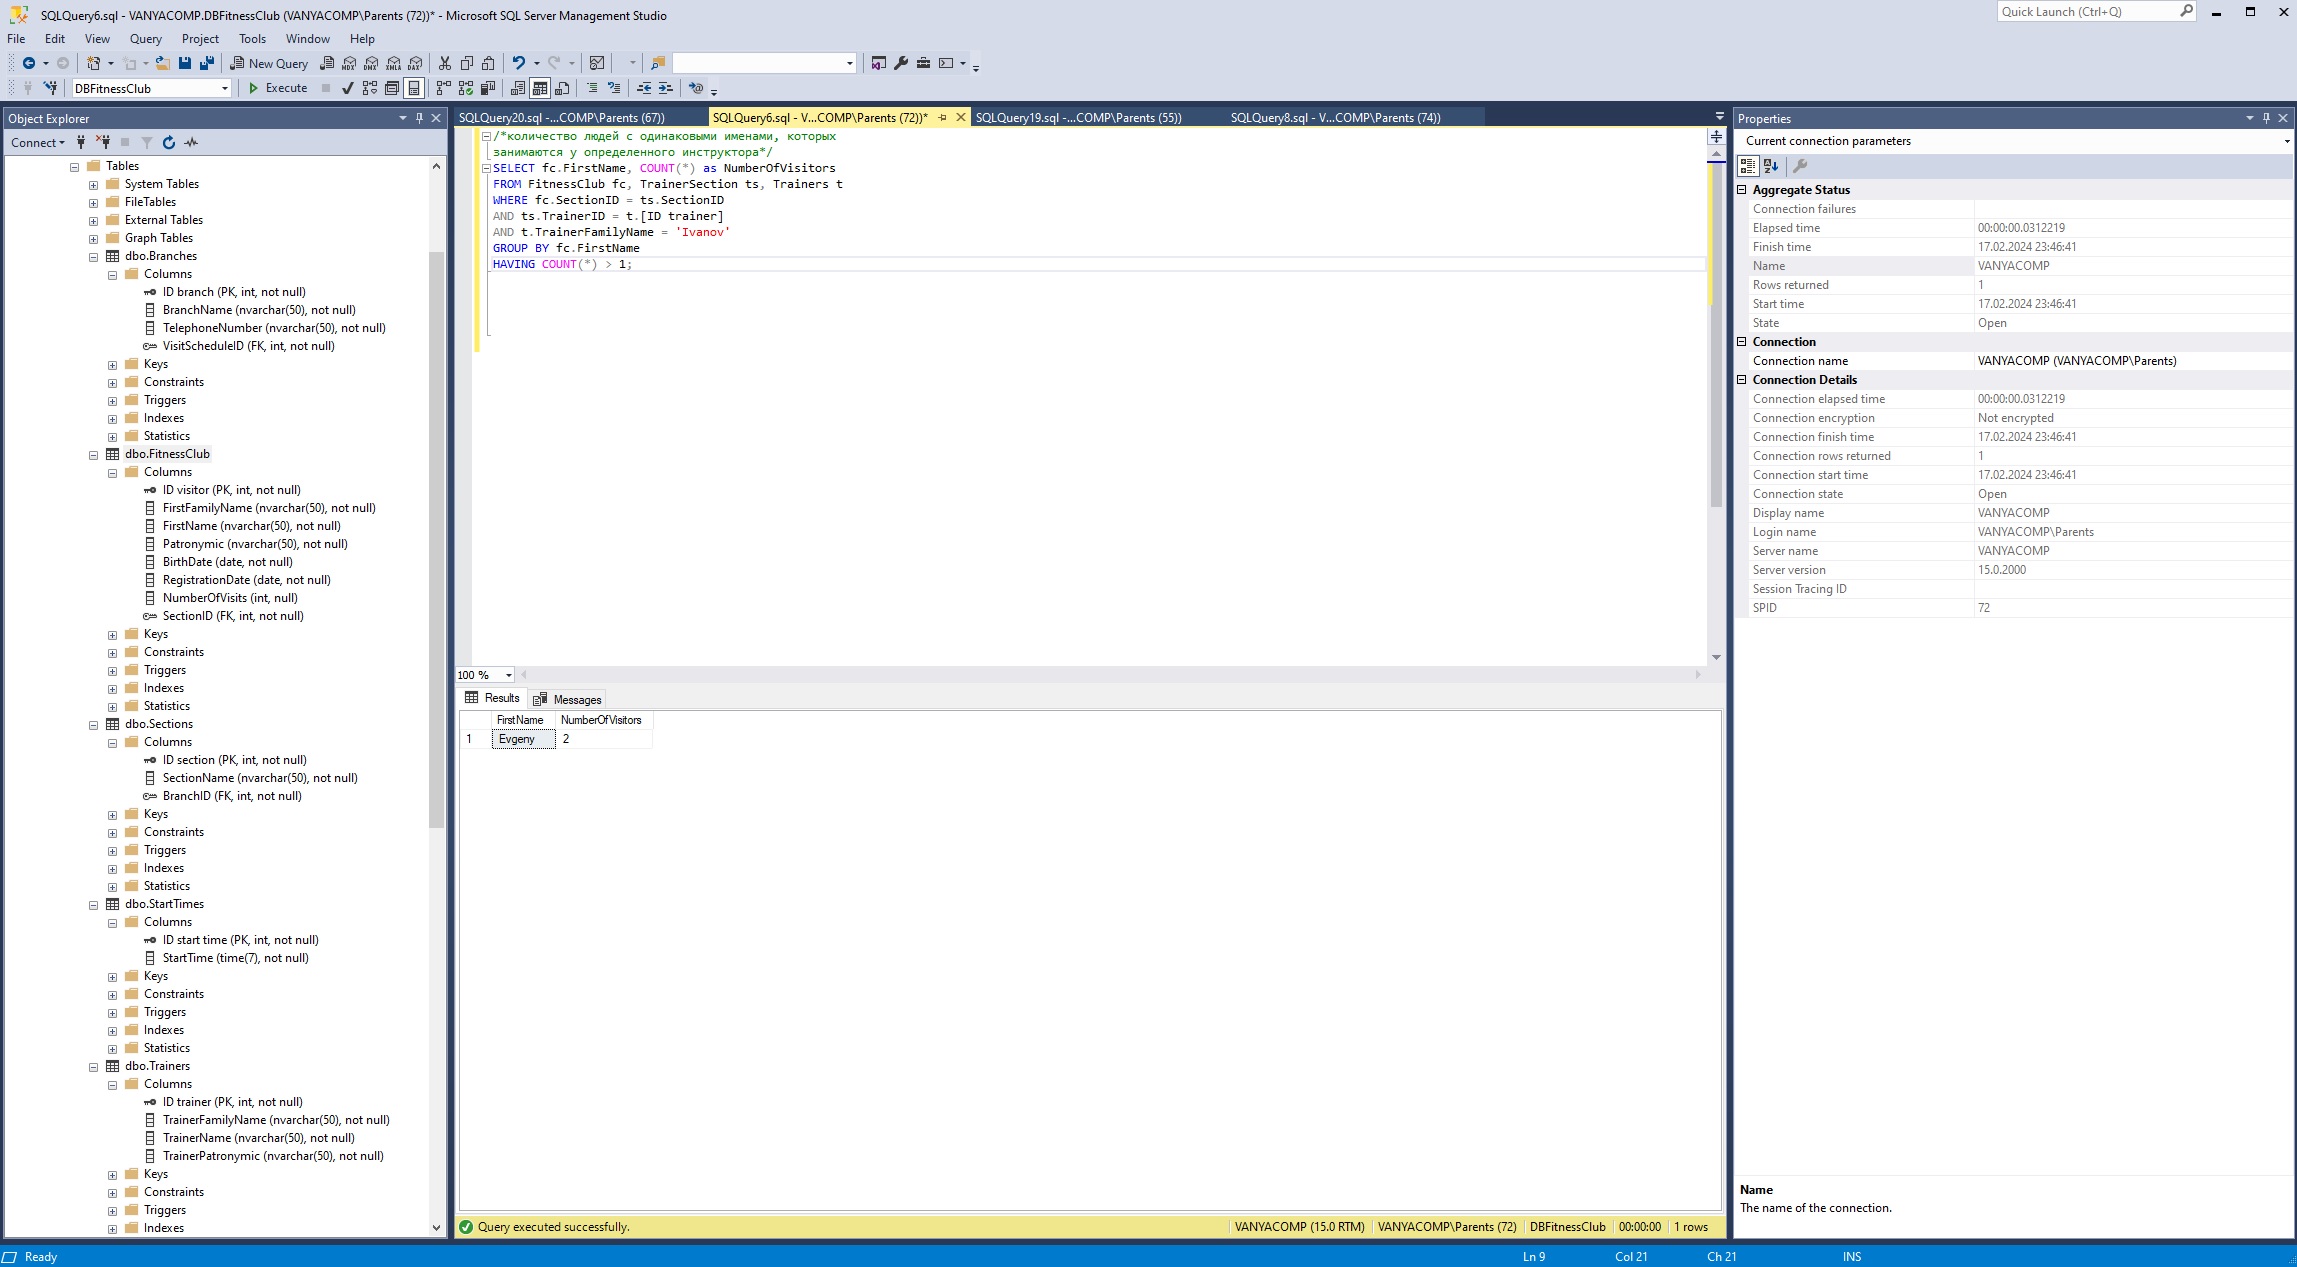 SQLQuery6.sql - VANYACOMP.DBFitnessClub (VANYACOMP\Parents (72))* - Microsoft SQL Server Management Studio
Quick Launch (Ctrl+Q)
File Edit View Query Project Tools Window Help
New Query
DBFitnessClub
Execute
Object Explorer
Connect
Tables
System Tables
FileTables
External Tables
Graph Tables
dbo.Branches
Columns
ID branch (PK, int, not null)
BranchName (nvarchar(50), not null)
TelephoneNumber (nvarchar(50), not null)
VisitScheduleID (FK, int, not null)
Keys
Constraints
Triggers
Indexes
Statistics
dbo.FitnessClub
Columns
ID visitor (PK, int, not null)
FirstFamilyName (nvarchar(50), not null)
FirstName (nvarchar(50), not null)
Patronymic (nvarchar(50), not null)
BirthDate (date, not null)
RegistrationDate (date, not null)
NumberOfVisits (int, null)
SectionID (FK, int, not null)
Keys
Constraints
Triggers
Indexes
Statistics
dbo.Sections
Columns
ID section (PK, int, not null)
SectionName (nvarchar(50), not null)
BranchID (FK, int, not null)
Keys
Constraints
Triggers
Indexes
Statistics
dbo.StartTimes
Columns
ID start time (PK, int, not null)
StartTime (time(7), not null)
Keys
Constraints
Triggers
Indexes
Statistics
dbo.Trainers
Columns
ID trainer (PK, int, not null)
TrainerFamilyName (nvarchar(50), not null)
TrainerName (nvarchar(50), not null)
TrainerPatronymic (nvarchar(50), not null)
Keys
Constraints
Triggers
Indexes
SQLQuery20.sql -...COMP\Parents (67)) SQLQuery6.sql - V...COMP\Parents (72))* SQLQuery19.sql -...COMP\Parents (55)) SQLQuery8.sql - V...COMP\Parents (74))
/*количество людей с одинаковыми именами, которых
занимаются у определенного инструктора*/
SELECT fc.FirstName, COUNT(*) as NumberOfVisitors
FROM FitnessClub fc, TrainerSection ts, Trainers t
WHERE fc.SectionID = ts.SectionID
AND ts.TrainerID = t.[ID trainer]
AND t.TrainerFamilyName = 'Ivanov'
GROUP BY fc.FirstName
HAVING COUNT(*) > 1;
100 %
Results Messages
FirstName NumberOfVisitors
1 Evgeny 2
Query executed successfully. VANYACOMP (15.0 RTM) VANYACOMP\Parents (72) DBFitnessClub 00:00:00 1 rows
Properties
Current connection parameters
Aggregate Status
Connection failures
Elapsed time 00:00:00.0312219
Finish time 17.02.2024 23:46:41
Name VANYACOMP
Rows returned 1
Start time 17.02.2024 23:46:41
State Open
Connection
Connection name VANYACOMP (VANYACOMP\Parents)
Connection Details
Connection elapsed time 00:00:00.0312219
Connection encryption Not encrypted
Connection finish time 17.02.2024 23:46:41
Connection rows returned 1
Connection start time 17.02.2024 23:46:41
Connection state Open
Display name VANYACOMP
Login name VANYACOMP\Parents
Server name VANYACOMP
Server version 15.0.2000
Session Tracing ID
SPID 72
Name
The name of the connection.
Ready Ln 9 Col 21 Ch 21 INS